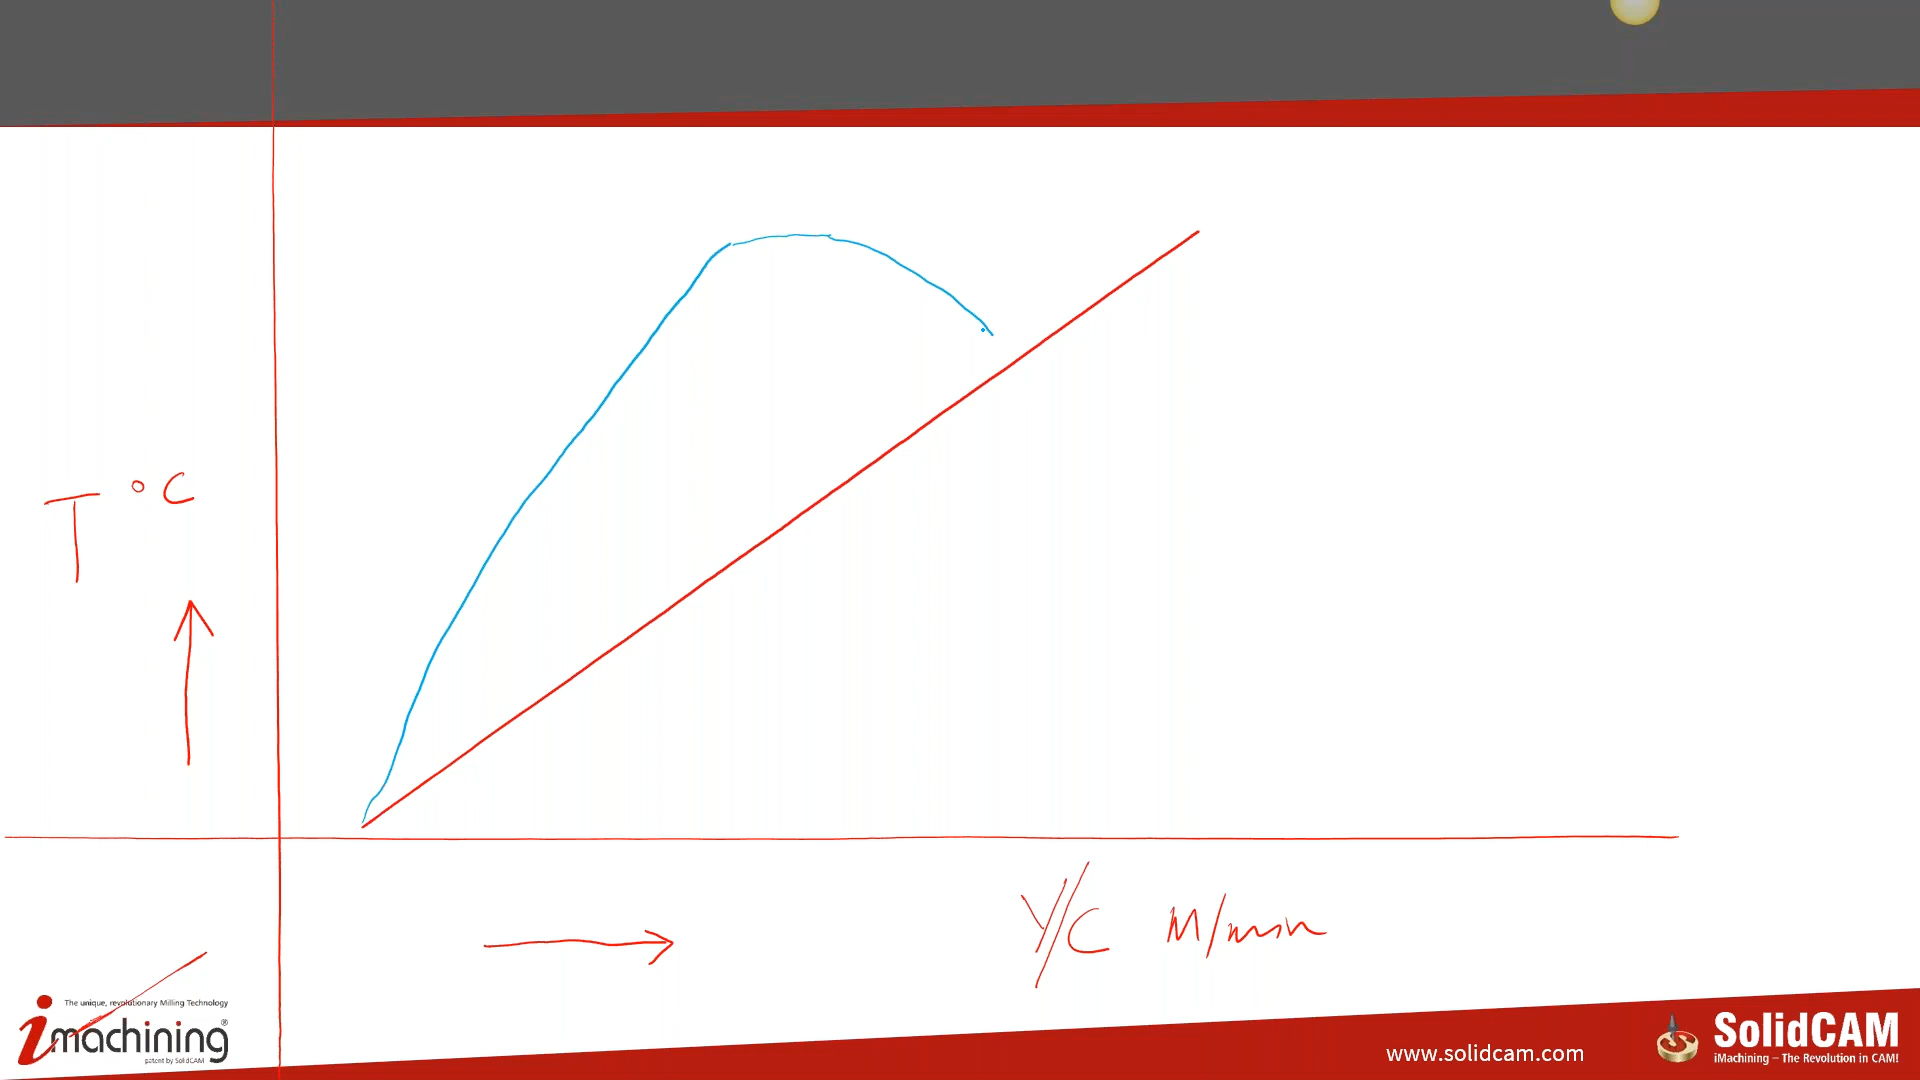 T °C
V/C M/min
The unique, revolutionary Milling Technology
imachining®
patent by SolidCAM
www.solidcam.com
SolidCAM
iMachining – The Revolution in CAM!